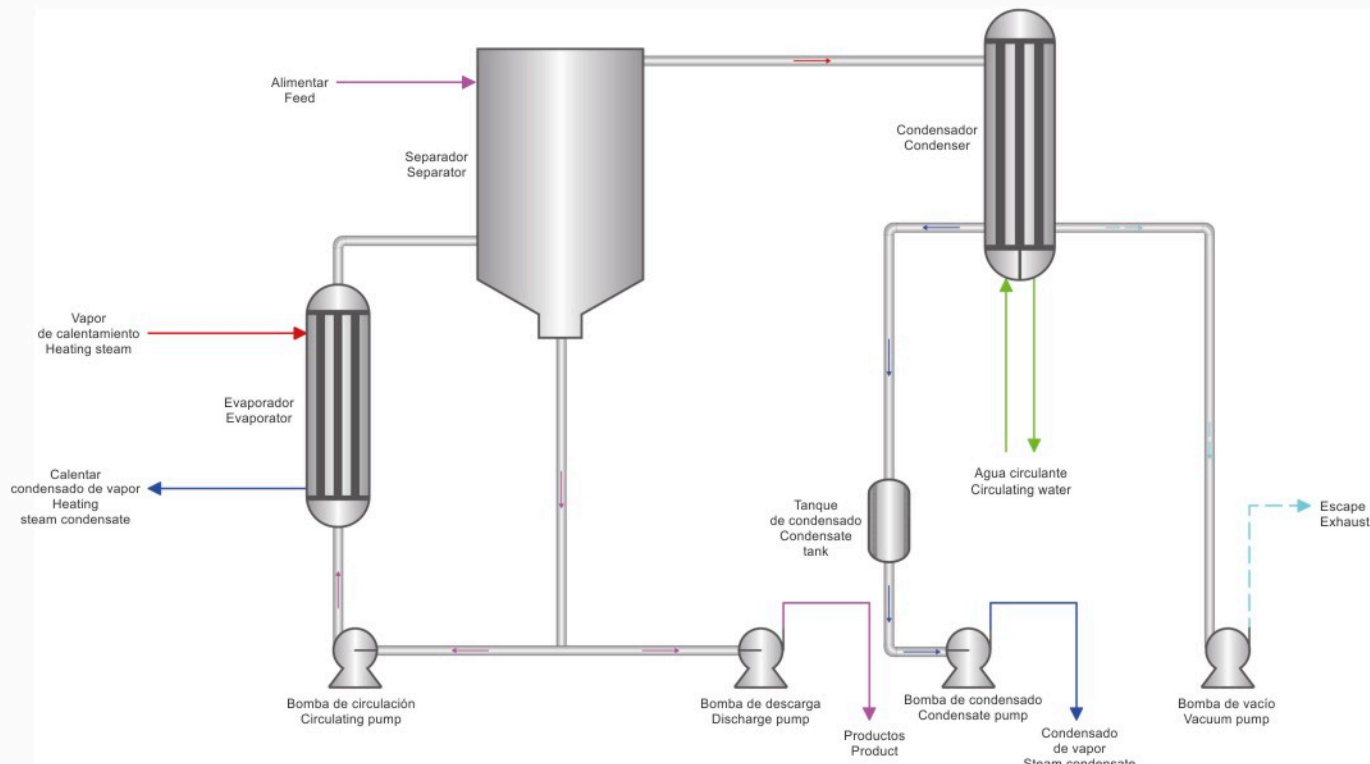 Alimentar
Feed
Separador
Separator
Condensador
Condenser
Vapor
de calentamiento
Heating steam
Evaporador
Evaporator
Calentar
condensado de vapor
Heating
steam condensate
Agua circulante
Circulating water
Tanque
de condensado
Condensate
tank
Escape
Exhaust
Bomba de circulación
Circulating pump
Bomba de descarga
Discharge pump
Bomba de condensado
Condensate pump
Bomba de vacío
Vacuum pump
Productos
Product
Condensado
de vapor
Steam condensate